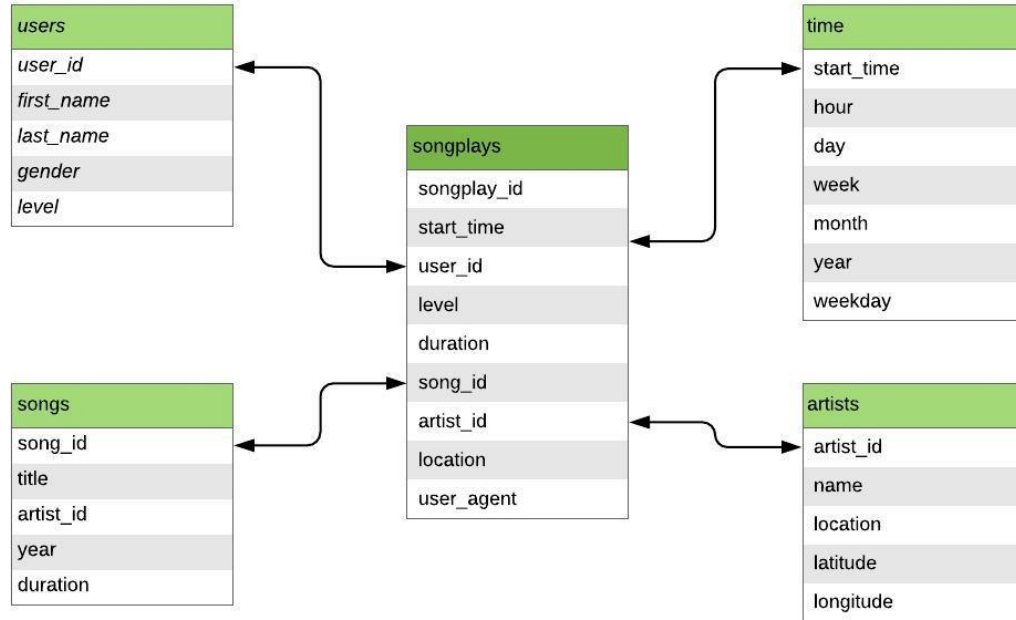 users
user_id
first_name
last_name
gender
level
time
start_time
hour
day
week
month
year
weekday
songplays
songplay_id
start_time
user_id
level
duration
song_id
artist_id
location
user_agent
songs
song_id
title
artist_id
year
duration
artists
artist_id
name
location
latitude
longitude